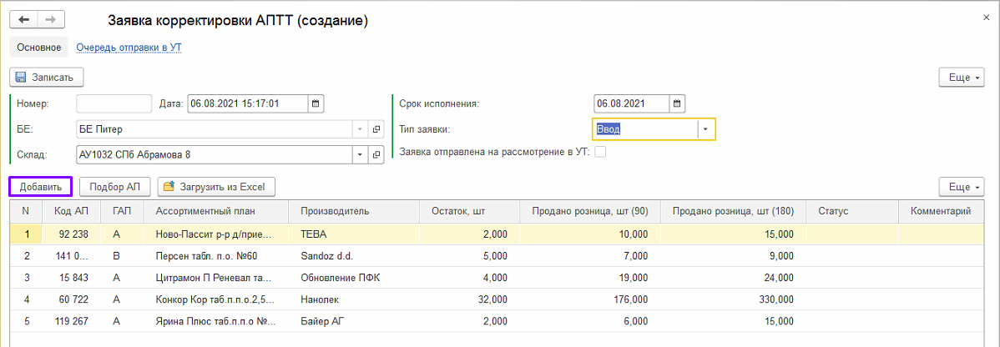 Заявка корректировки АПТТ (создание)
Основное Очередь отправки в УТ
Записать Еще
Номер: Дата: 06.08.2021 15:17:01 Срок исполнения: 06.08.2021
БЕ: БЕ Питер Тип заявки: Ввод
Склад: АУ1032 СПб Абрамова 8 Заявка отправлена на рассмотрение в УТ:
Добавить Подбор АП Загрузить из Excel Еще
N Код АП ГАП Ассортиментный план Производитель Остаток, шт Продано розница, шт (90) Продано розница, шт (180) Статус Комментарий
1 92 238 А Ново-Пассит р-р д/прие... ТЕВА 2,000 10,000 15,000
2 141 0... В Персен табл. п.о. №60 Sandoz d.d. 5,000 7,000 9,000
3 15 843 А Цитрамон П Реневал та... Обновление ПФК 4,000 19,000 24,000
4 60 722 А Конкор Кор таб.п.п.о.2,5... Нанолек 32,000 176,000 330,000
5 119 267 А Ярина Плюс таб.п.п.о №... Байер АГ 2,000 6,000 15,000